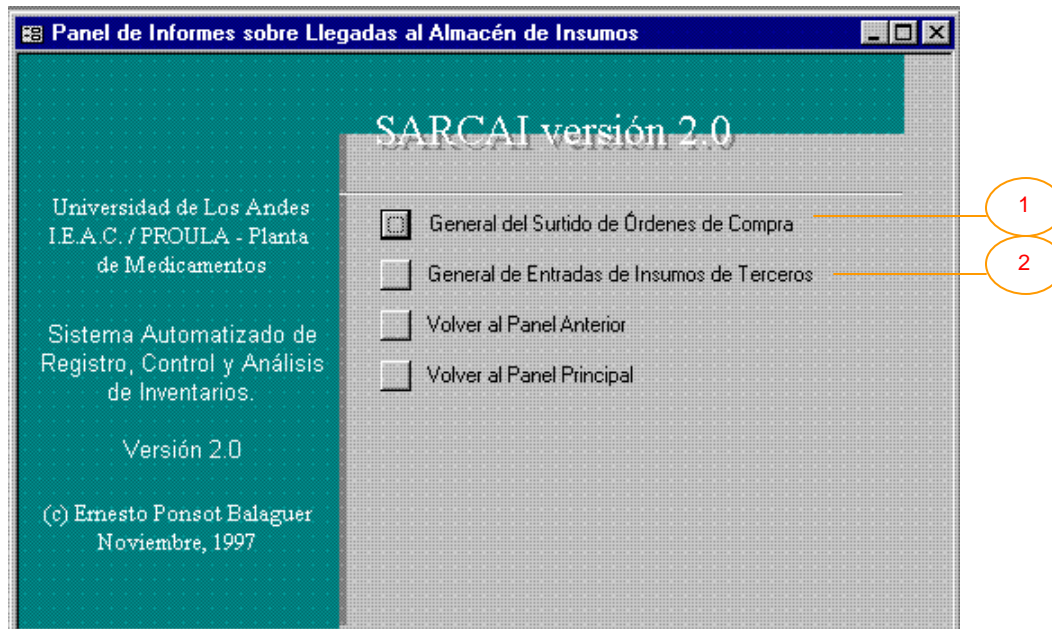 Panel de Informes sobre Llegadas al Almacén de Insumos
SARCAI versión 2.0
Universidad de Los Andes
I.E.A.C. / PROULA - Planta
de Medicamentos
Sistema Automatizado de
Registro, Control y Análisis
de Inventarios.
Versión 2.0
(c) Ernesto Ponsot Balaguer
Noviembre, 1997
General del Surtido de Órdenes de Compra
General de Entradas de Insumos de Terceros
Volver al Panel Anterior
Volver al Panel Principal
1
2